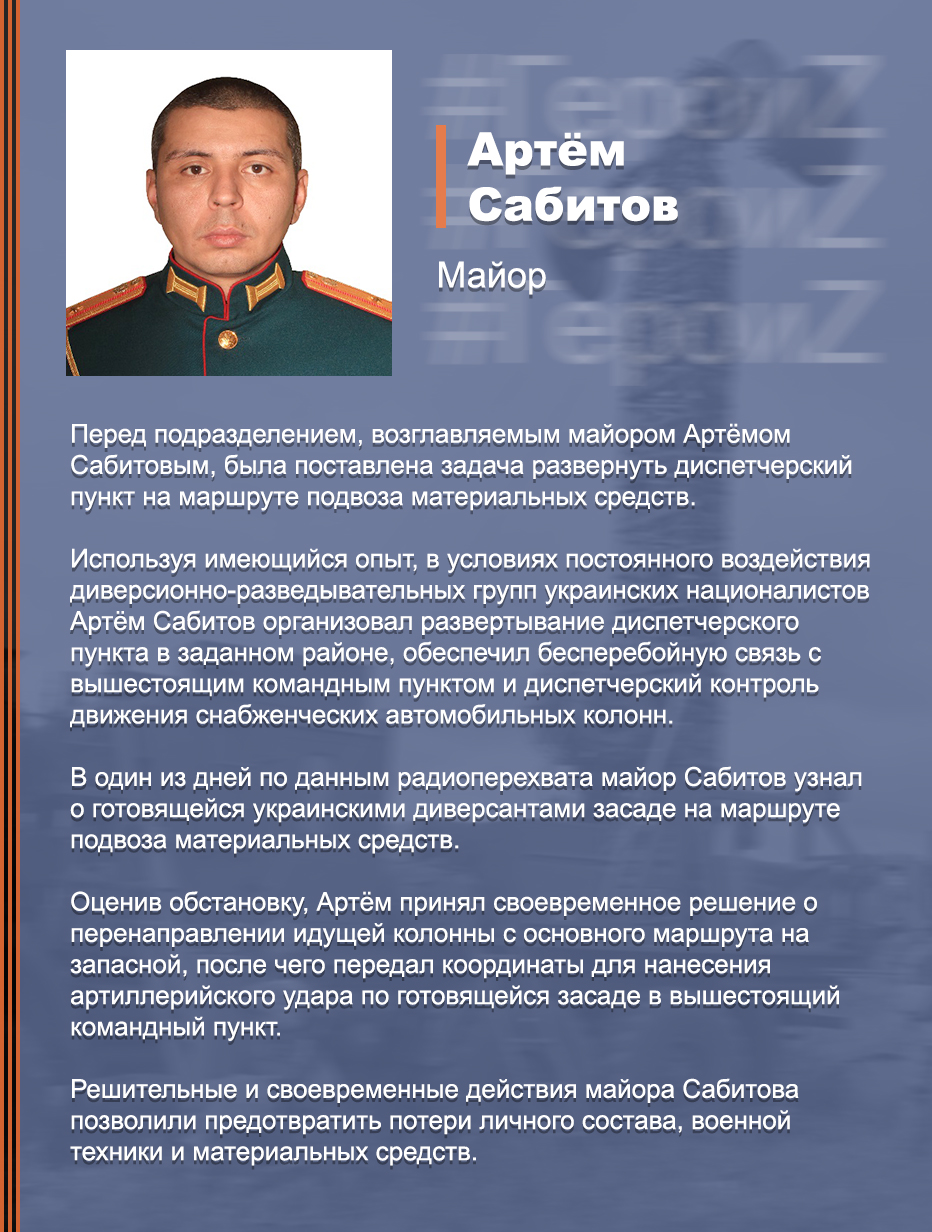 #ГероиZ
#ГероиZ
#ГероиZ
Артём
Сабитов
Майор
Перед подразделением, возглавляемым майором Артёмом
Сабитовым, была поставлена задача развернуть диспетчерский
пункт на маршруте подвоза материальных средств.
Используя имеющийся опыт, в условиях постоянного воздействия
диверсионно-разведывательных групп украинских националистов
Артём Сабитов организовал развертывание диспетчерского
пункта в заданном районе, обеспечил бесперебойную связь с
вышестоящим командным пунктом и диспетчерский контроль
движения снабженческих автомобильных колонн.
В один из дней по данным радиоперехвата майор Сабитов узнал
о готовящейся украинскими диверсантами засаде на маршруте
подвоза материальных средств.
Оценив обстановку, Артём принял своевременное решение о
перенаправлении идущей колонны с основного маршрута на
запасной, после чего передал координаты для нанесения
артиллерийского удара по готовящейся засаде в вышестоящий
командный пункт.
Решительные и своевременные действия майора Сабитова
позволили предотвратить потери личного состава, военной
техники и материальных средств.